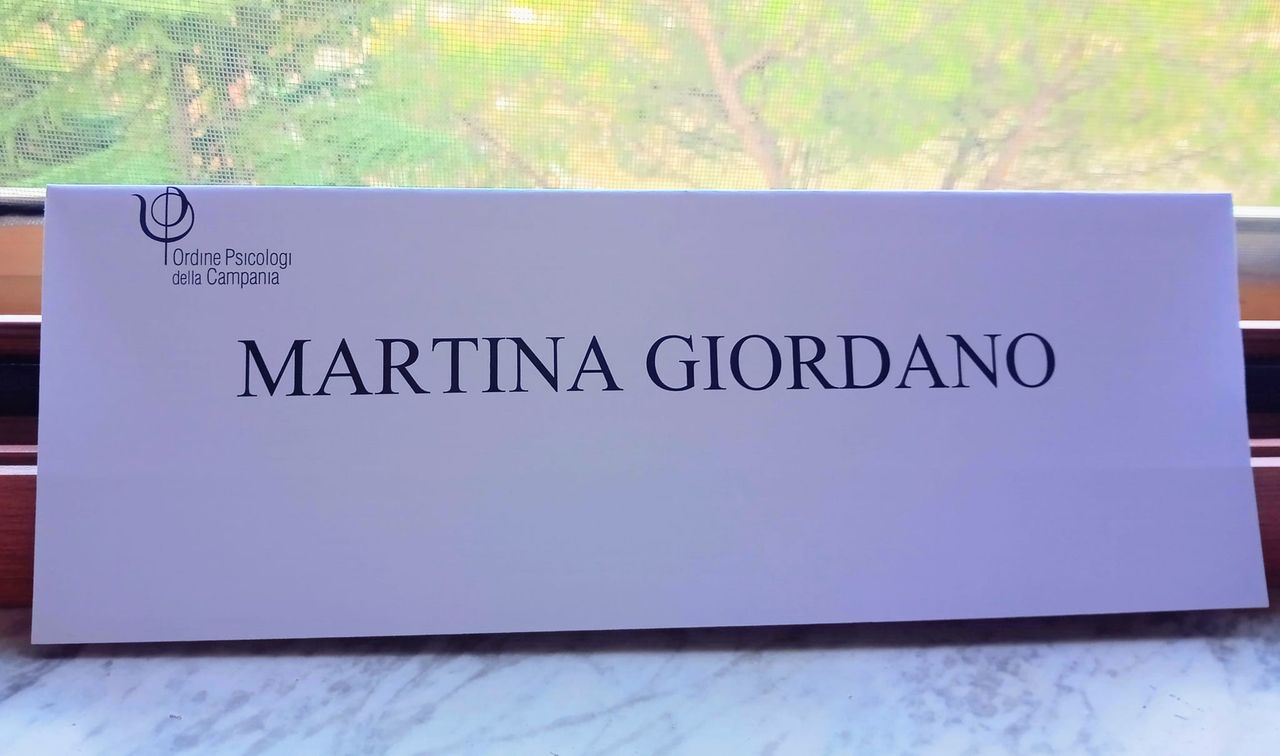 Ordine Psicologi
della Campania
MARTINA GIORDANO